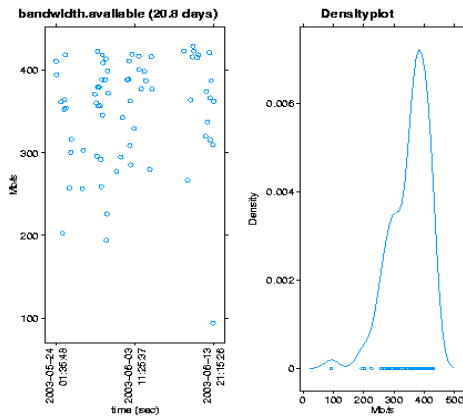 bandwidth.available (20.8 days)
Mb/s
400
300
200
100
2003-05-24
01:35:49
2003-06-03
11:25:37
2003-06-13
21:15:26
time (sec)
Densityplot
Density
0.006
0.004
0.002
0
0 100 200 300 400 500
Mb/s